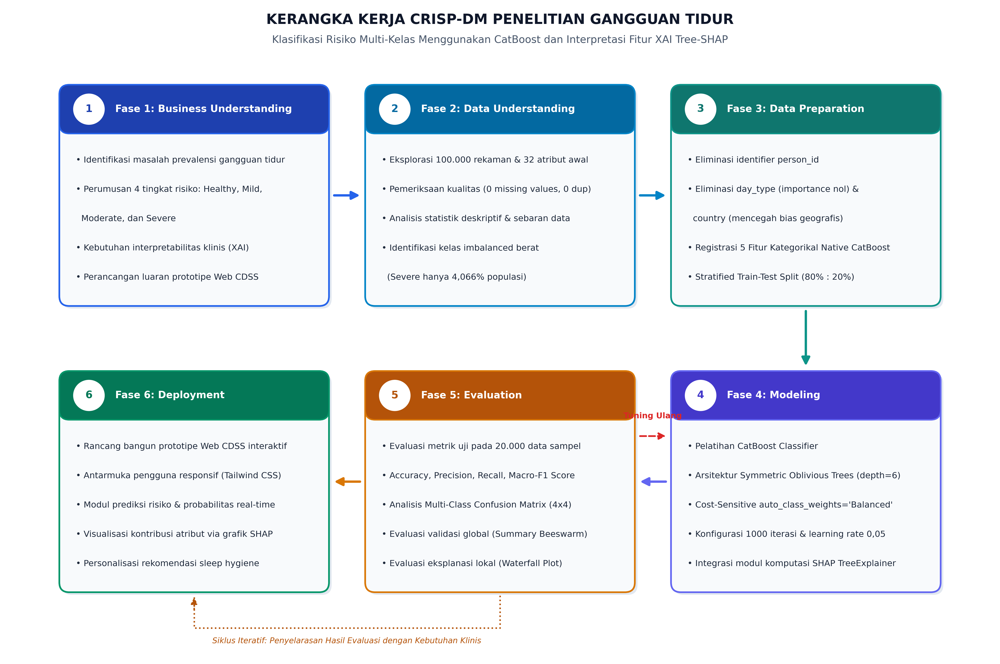 KERANGKA KERJA CRISP-DM PENELITIAN GANGGUAN TIDUR
Klasifikasi Risiko Multi-Kelas Menggunakan CatBoost dan Interpretasi Fitur XAI Tree-SHAP
1
Fase 1: Business Understanding
• Identifikasi masalah prevalensi gangguan tidur
• Perumusan 4 tingkat risiko: Healthy, Mild,
Moderate, dan Severe
• Kebutuhan interpretabilitas klinis (XAI)
• Perancangan luaran prototipe Web CDSS
2
Fase 2: Data Understanding
• Eksplorasi 100.000 rekaman & 32 atribut awal
• Pemeriksaan kualitas (0 missing values, 0 dup)
• Analisis statistik deskriptif & sebaran data
• Identifikasi kelas imbalanced berat
(Severe hanya 4,066% populasi)
3
Fase 3: Data Preparation
• Eliminasi identifier person_id
• Eliminasi day_type (importance nol) &
country (mencegah bias geografis)
• Registrasi 5 Fitur Kategorikal Native CatBoost
• Stratified Train-Test Split (80% : 20%)
4
Fase 4: Modeling
• Pelatihan CatBoost Classifier
• Arsitektur Symmetric Oblivious Trees (depth=6)
• Cost-Sensitive auto_class_weights='Balanced'
• Konfigurasi 1000 iterasi & learning rate 0,05
• Integrasi modul komputasi SHAP TreeExplainer
Tuning Ulang
5
Fase 5: Evaluation
• Evaluasi metrik uji pada 20.000 data sampel
• Accuracy, Precision, Recall, Macro-F1 Score
• Analisis Multi-Class Confusion Matrix (4x4)
• Evaluasi validasi global (Summary Beeswarm)
• Evaluasi eksplanasi lokal (Waterfall Plot)
6
Fase 6: Deployment
• Rancang bangun prototipe Web CDSS interaktif
• Antarmuka pengguna responsif (Tailwind CSS)
• Modul prediksi risiko & probabilitas real-time
• Visualisasi kontribusi atribut via grafik SHAP
• Personalisasi rekomendasi sleep hygiene
Siklus Iteratif: Penyelarasan Hasil Evaluasi dengan Kebutuhan Klinis